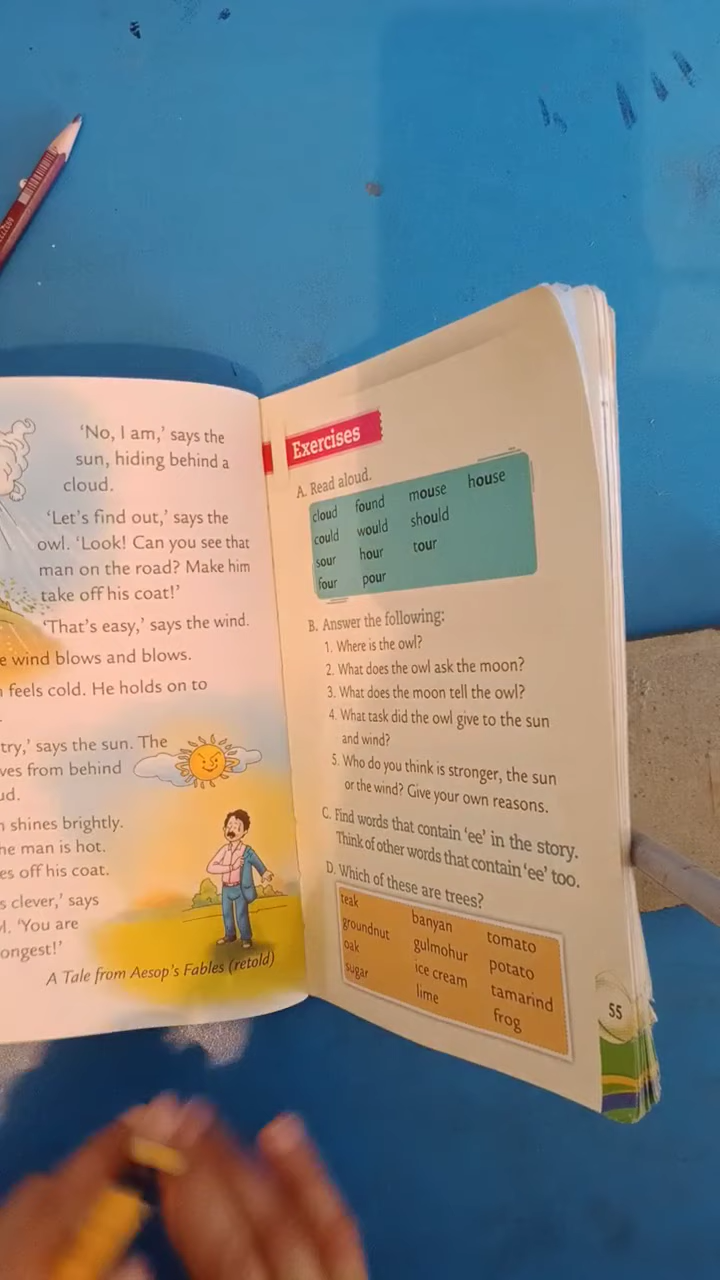 'No, I am,' says the
sun, hiding behind a
cloud.
'Let's find out,' says the
owl. 'Look! Can you see that
man on the road? Make him
take off his coat!'
'That's easy,' says the wind.
wind blows and blows.
feels cold. He holds on to
try,' says the sun. The
from behind
shines brightly.
man is hot.
off his coat.
clever,' says
'You are
A Tale from Aesop's Fables (retold)
Exercises
A. Read aloud.
cloud found mouse house
could would should
sour hour tour
four pour
B. Answer the following:
1. Where is the owl?
2. What does the owl ask the moon?
3. What does the moon tell the owl?
4. What task did the owl give to the sun
and wind?
5. Who do you think is stronger, the sun
or the wind? Give your own reasons.
C. Find words that contain 'ee' in the story.
Think of other words that contain 'ee' too.
D. Which of these are trees?
teak banyan tomato
groundnut gulmohur potato
oak ice cream tamarind
sugar lime frog
55